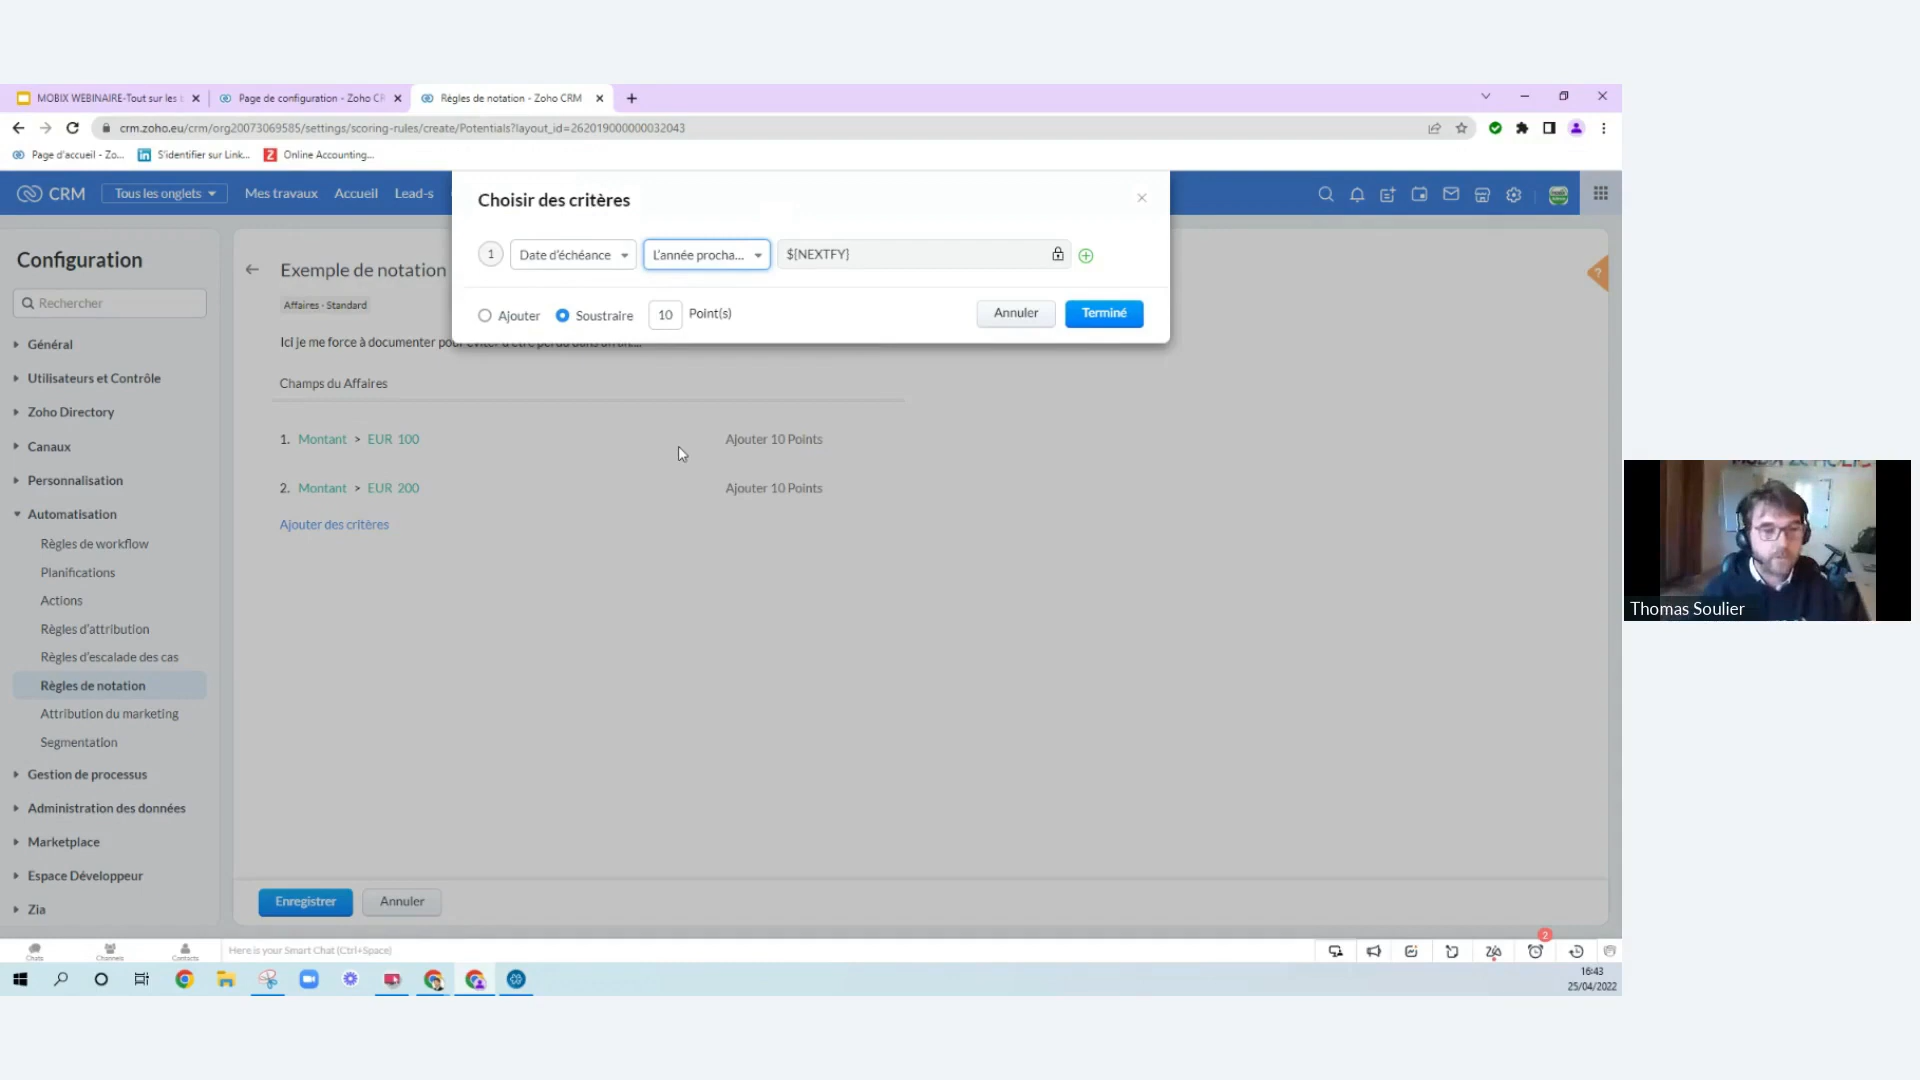 MOBIX WEBINAIRE-Tout sur les
Page de configuration - Zoho CR
Règles de notation - Zoho CRM
crm.zoho.eu/crm/org20073069585/settings/scoring-rules/create/Potentials?layout_id=262019000000032043
Page d'accueil - Zo...
S'identifier sur Link...
Online Accounting...
CRM
Tous les onglets
Mes travaux
Accueil
Lead-s
Choisir des critères
1
Date d'échéance
L'année procha...
${NEXTFY}
Ajouter
Soustraire
10
Point(s)
Annuler
Terminé
Configuration
Rechercher
Général
Utilisateurs et Contrôle
Zoho Directory
Canaux
Personnalisation
Automatisation
Règles de workflow
Planifications
Actions
Règles d'attribution
Règles d'escalade des cas
Règles de notation
Attribution du marketing
Segmentation
Gestion de processus
Administration des données
Marketplace
Espace Développeur
Zia
Exemple de notation
Affaires - Standard
IcI je me force à documenter pour éviter d'être perdu dans un an...
Champs du Affaires
1. Montant > EUR 100
Ajouter 10 Points
2. Montant > EUR 200
Ajouter 10 Points
Ajouter des critères
Enregistrer
Annuler
?
Thomas Soulier
Chats
Channels
Contacts
Here is your Smart Chat (Ctrl+Space)
2
16:43
25/04/2022